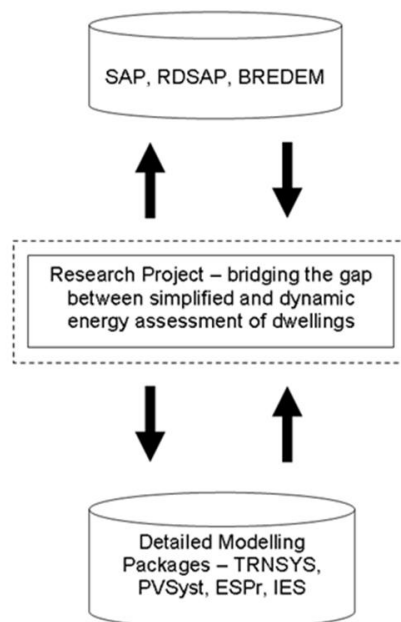 SAP, RDSAP, BREDEM
Research Project – bridging the gap
between simplified and dynamic
energy assessment of dwellings
Detailed Modelling
Packages – TRNSYS,
PVSyst, ESPr, IES